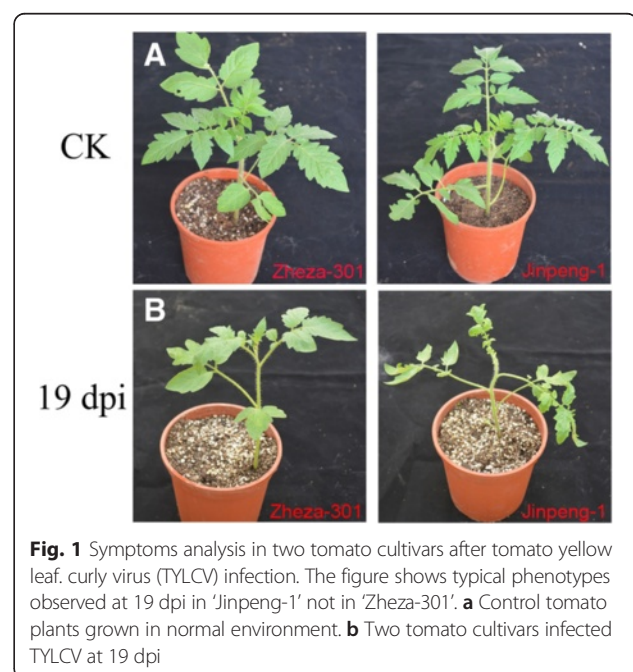 A
CK
Zheza-301
Jinpeng-1
B
19 dpi
Zheza-301
Jinpeng-1
Fig. 1 Symptoms analysis in two tomato cultivars after tomato yellow
leaf. curly virus (TYLCV) infection. The figure shows typical phenotypes
observed at 19 dpi in ‘Jinpeng-1’ not in ‘Zheza-301’. a Control tomato
plants grown in normal environment. b Two tomato cultivars infected
TYLCV at 19 dpi